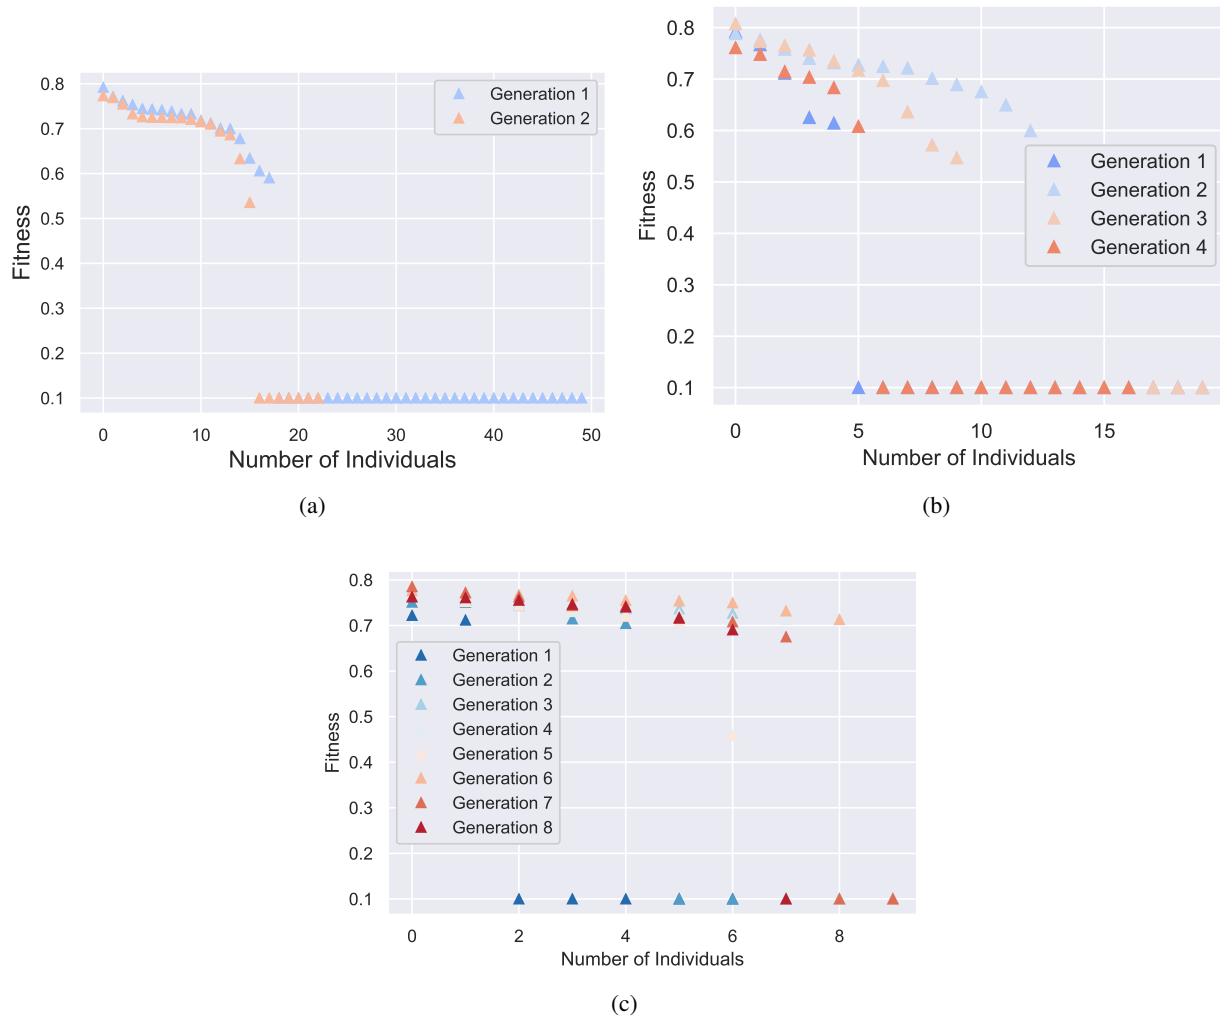 0.8
0.7
0.6
0.5
0.4
0.3
0.2
0.1
Fitness
Generation 1
Generation 2
0 10 20 30 40 50
Number of Individuals
(a)
0.8
0.7
0.6
0.5
0.4
0.3
0.2
0.1
Fitness
Generation 1
Generation 2
Generation 3
Generation 4
0 5 10 15
Number of Individuals
(b)
0.8
0.7
0.6
0.5
0.4
0.3
0.2
0.1
Fitness
Generation 1
Generation 2
Generation 3
Generation 4
Generation 5
Generation 6
Generation 7
Generation 8
0 2 4 6 8
Number of Individuals
(c)